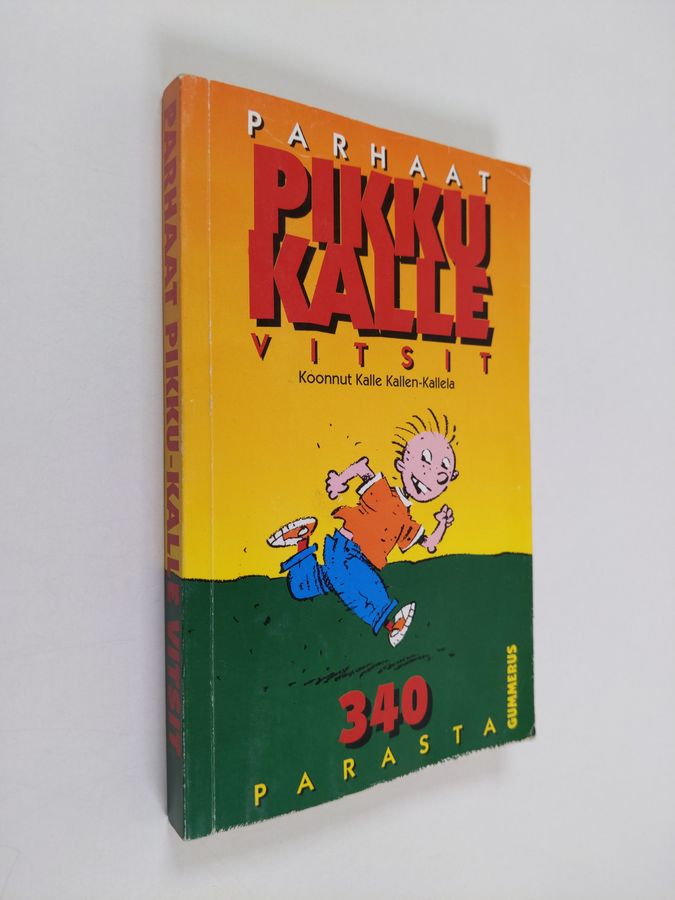 PARHAAT PIKKU-KALLE VITSIT
PARHAAT
PIKKU
KALLE
VITSIT
Koonnut Kalle Kallen-Kallela
340
PARASTA
GUMMERUS